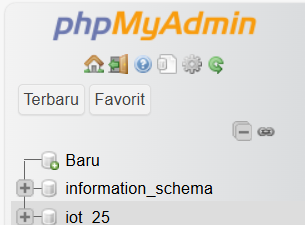 phpMyAdmin
Terbaru Favorit
Baru
information_schema
iot_25